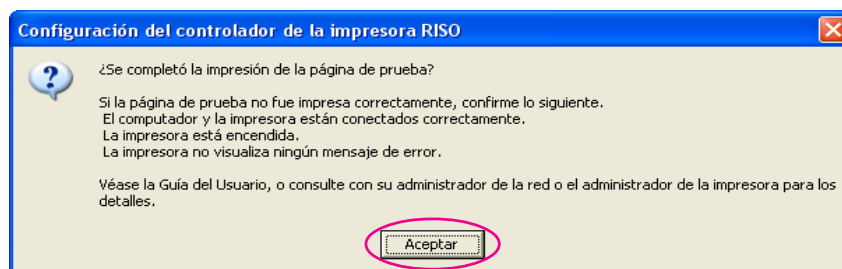 Configuración del controlador de la impresora RISO
¿Se completó la impresión de la página de prueba?
Si la página de prueba no fue impresa correctamente, confirme lo siguiente.
El computador y la impresora están conectados correctamente.
La impresora está encendida.
La impresora no visualiza ningún mensaje de error.
Véase la Guía del Usuario, o consulte con su administrador de la red o el administrador de la impresora para los
detalles.
Aceptar